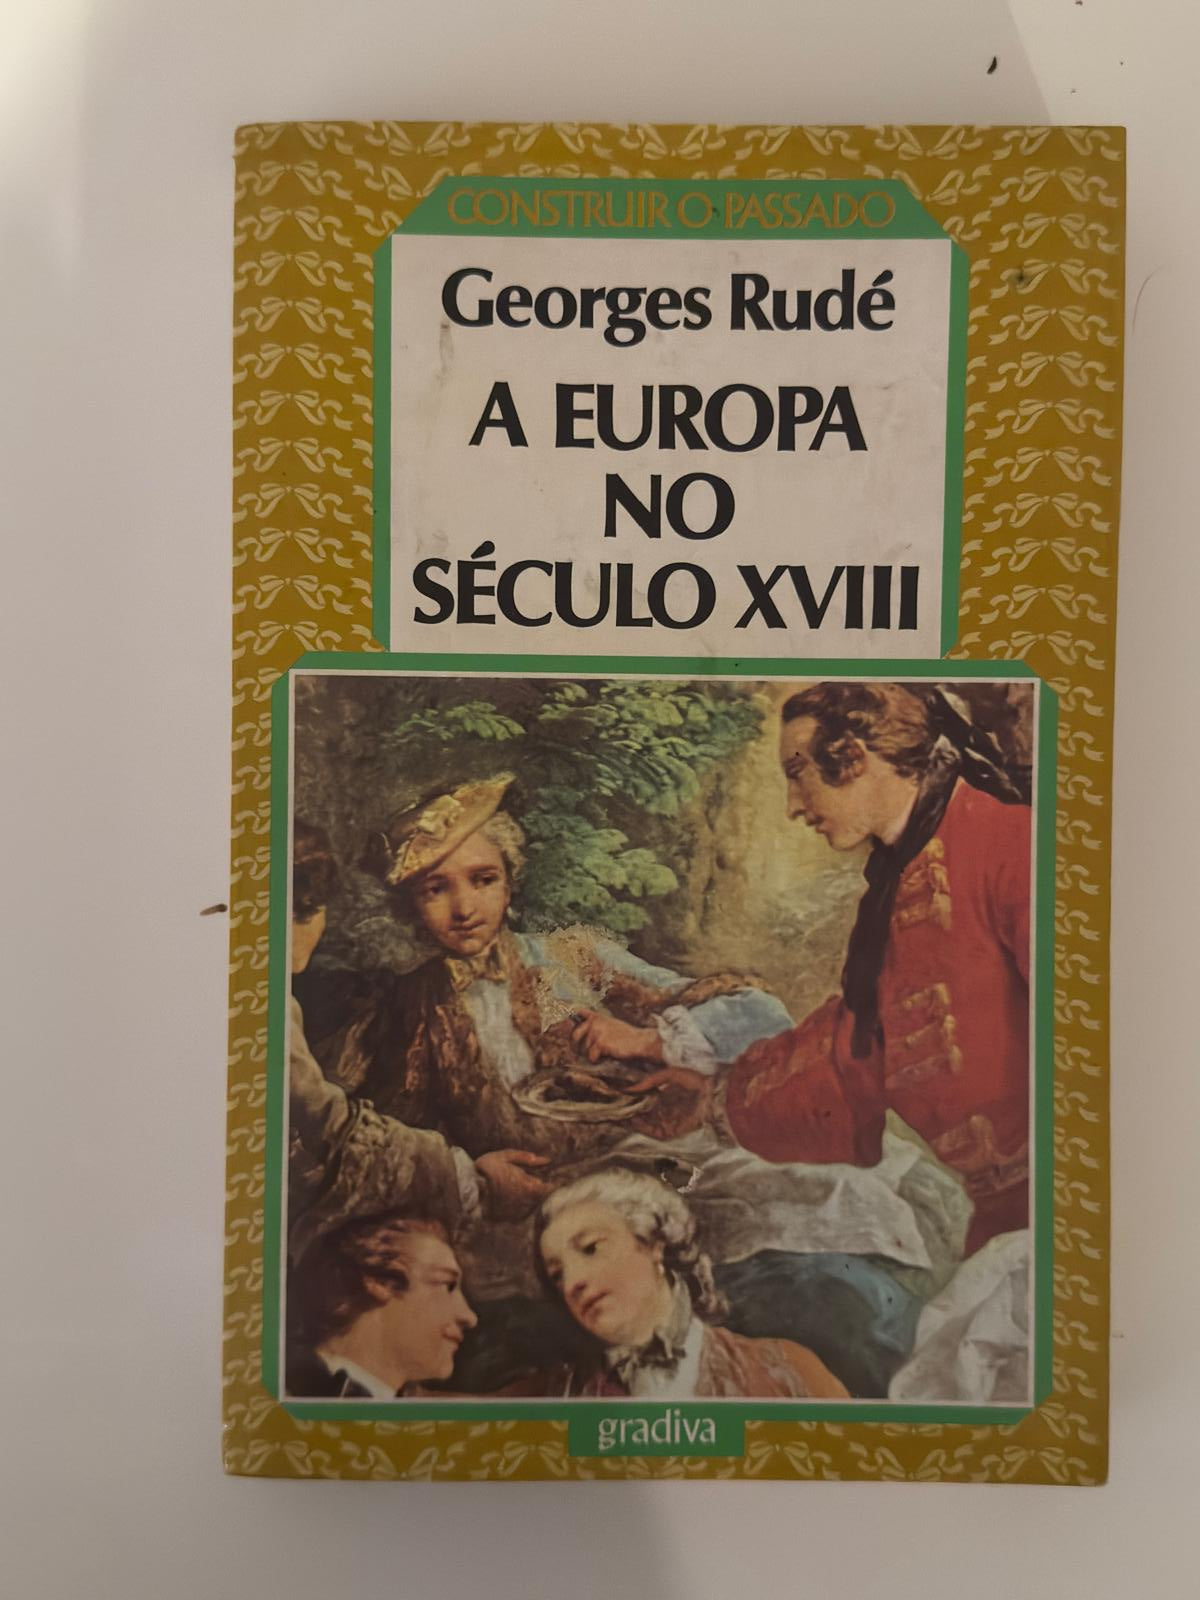 CONSTRUIR O PASSADO
Georges Rudé
A EUROPA
NO
SÉCULO XVIII
gradiva